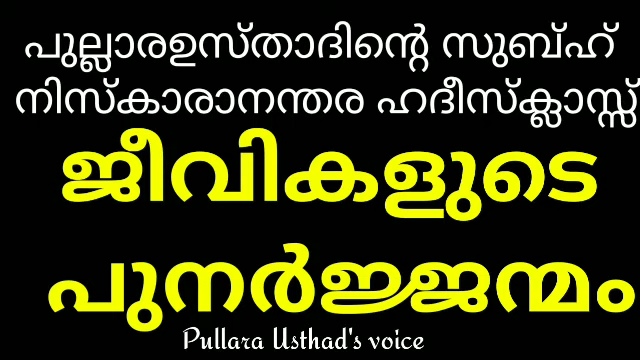 പുല്ലാരഉസ്താദിന്റെ സുബ്ഹ്
നിസ്കാരാനന്തര ഹദീസ്ക്ലാസ്സ്
ജീവികളുടെ
പുനർജ്ജന്മം
Pullara Usthad's voice